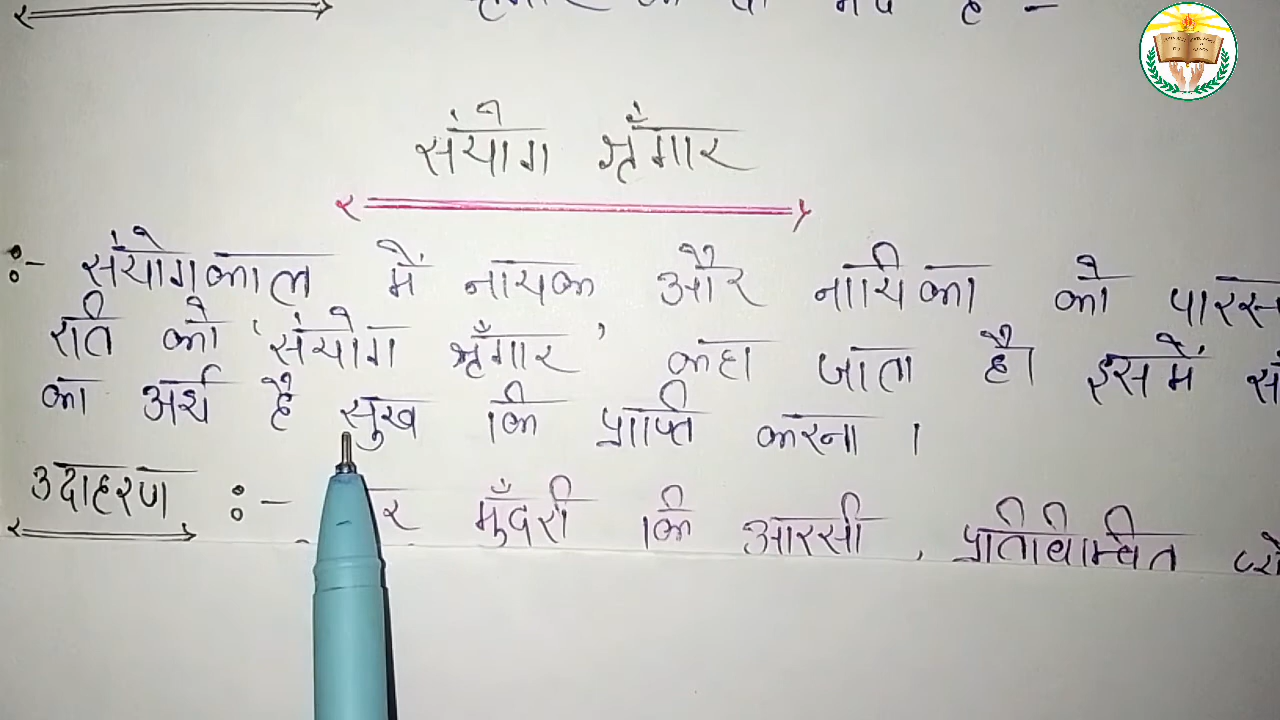 संयोग श्रृँगार
:- संयोगकाल में नायक और नायिका की पारस्
रति को 'संयोग श्रृँगार' कहा जाता है। इसमें सं
का अर्थ है सुख कि प्राप्ति करना ।
उदाहरण :- र मुँदरी कि आरसी , प्रतिबिम्बित